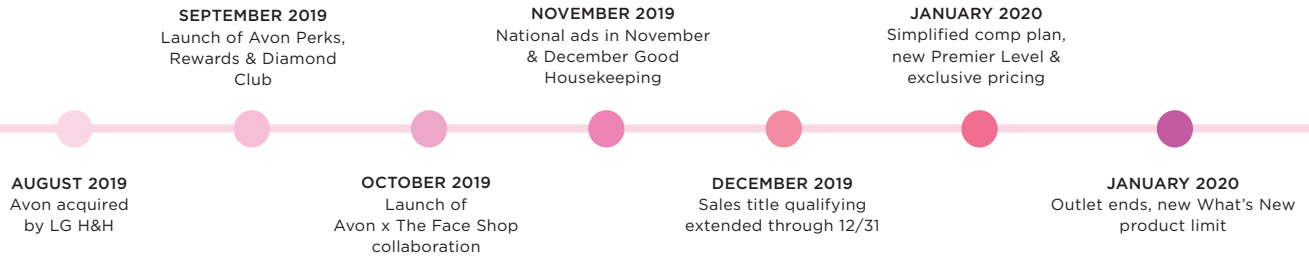 AUGUST 2019
Avon acquired
by LG H&H
SEPTEMBER 2019
Launch of Avon Perks,
Rewards & Diamond
Club
OCTOBER 2019
Launch of
Avon x The Face Shop
collaboration
NOVEMBER 2019
National ads in November
& December Good
Housekeeping
DECEMBER 2019
Sales title qualifying
extended through 12/31
JANUARY 2020
Simplified comp plan,
new Premier Level &
exclusive pricing
JANUARY 2020
Outlet ends, new What’s New
product limit